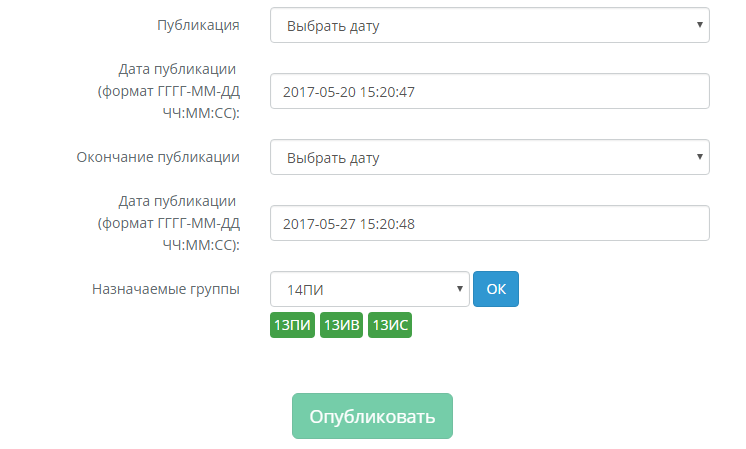 Публикация Выбрать дату
Дата публикации
(формат ГГГГ-ММ-ДД
ЧЧ:ММ:СС):
2017-05-20 15:20:47
Окончание публикации Выбрать дату
Дата публикации
(формат ГГГГ-ММ-ДД
ЧЧ:ММ:СС):
2017-05-27 15:20:48
Назначаемые группы 14ПИ ОК
13ПИ 13ИВ 13ИС
Опубликовать